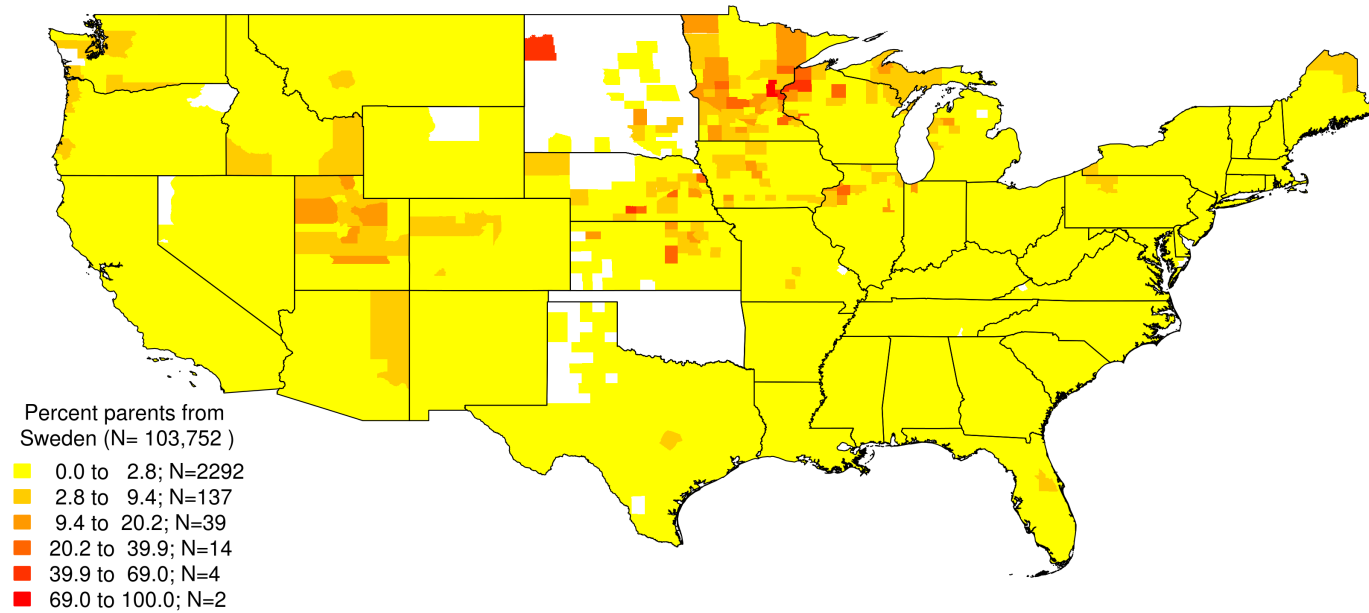 Percent parents from
Sweden (N= 103,752 )
0.0 to 2.8; N=2292
2.8 to 9.4; N=137
9.4 to 20.2; N=39
20.2 to 39.9; N=14
39.9 to 69.0; N=4
69.0 to 100.0; N=2